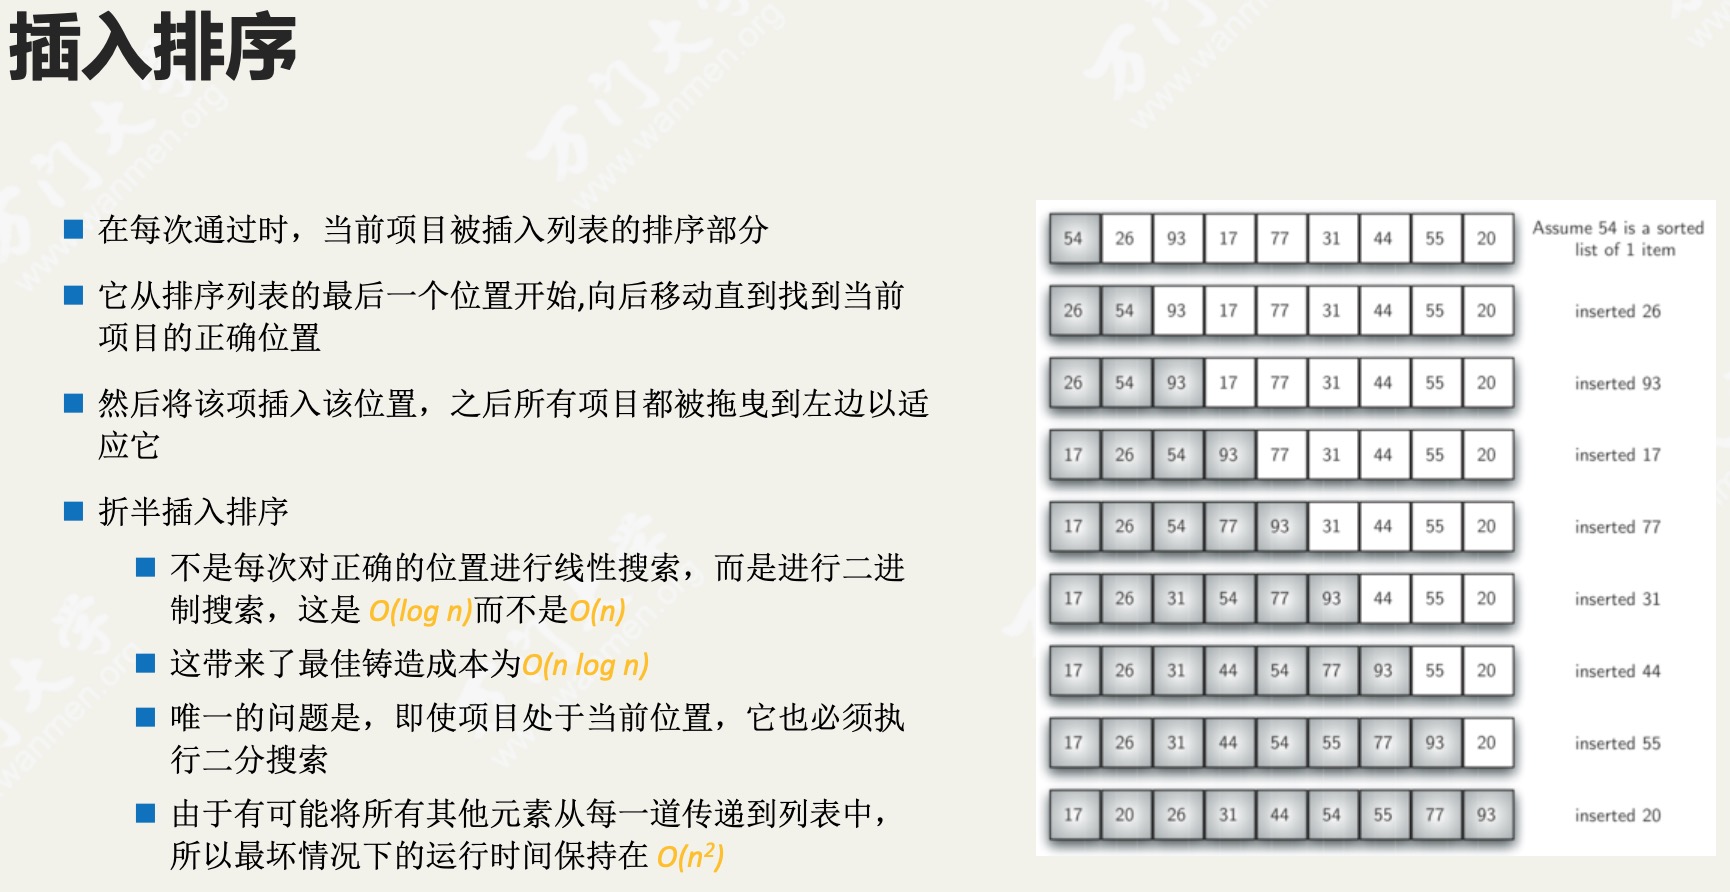 插入排序
在每次通过时，当前项目被插入列表的排序部分
它从排序列表的最后一个位置开始,向后移动直到找到当前
项目的正确位置
然后将该项插入该位置，之后所有项目都被拖曳到左边以适
应它
折半插入排序
不是每次对正确的位置进行线性搜索，而是进行二进
制搜索，这是 O(log n)而不是O(n)
这带来了最佳铸造成本为O(n log n)
唯一的问题是，即使项目处于当前位置，它也必须执
行二分搜索
由于有可能将所有其他元素从每一道传递到列表中，
所以最坏情况下的运行时间保持在 O(n²)
54 26 93 17 77 31 44 55 20 Assume 54 is a sorted
list of 1 item
26 54 93 17 77 31 44 55 20 inserted 26
26 54 93 17 77 31 44 55 20 inserted 93
17 26 54 93 77 31 44 55 20 inserted 17
17 26 54 77 93 31 44 55 20 inserted 77
17 26 31 54 77 93 44 55 20 inserted 31
17 26 31 44 54 77 93 55 20 inserted 44
17 26 31 44 54 55 77 93 20 inserted 55
17 20 26 31 44 54 55 77 93 inserted 20
万门大学
www.wanmen.org